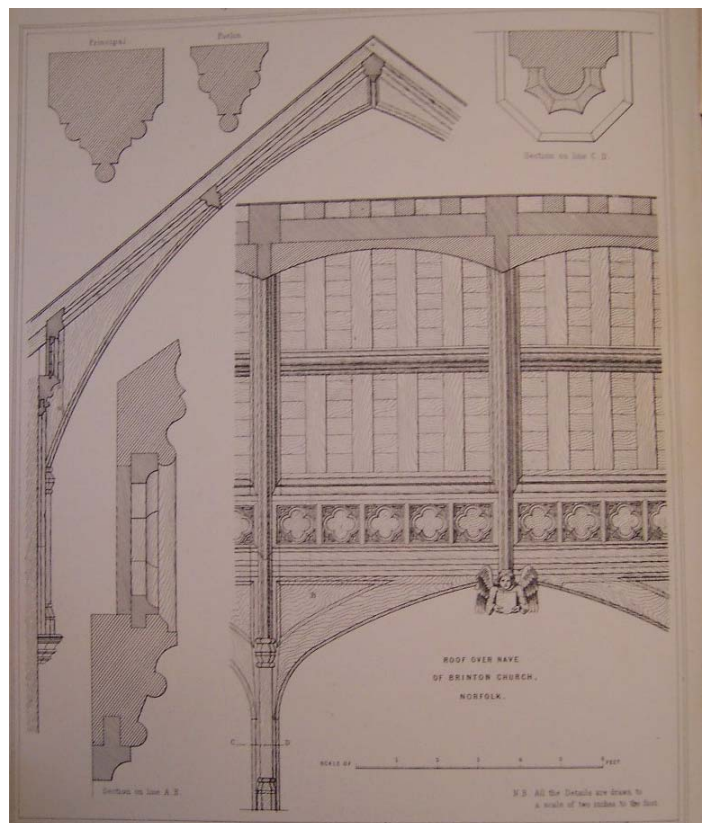 Principal.
Purlin
Section on line C.D.
B
ROOF OVER NAVE
OF BRINTON CHURCH,
NORFOLK.
C
D
SCALE OF
1
2
3
4
5
6
FEET
Section on line A.B.
N.B. All the Details are drawn to
a scale of two inches to the foot